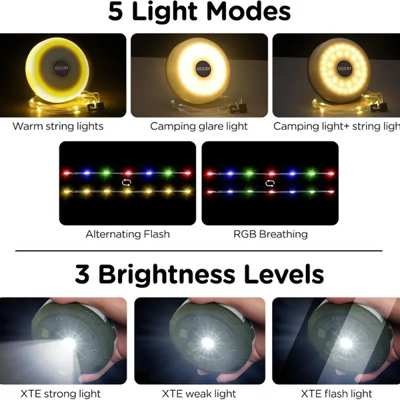 5 Light Modes
Warm string lights
Camping glare light
Camping light+ string light
Alternating Flash
RGB Breathing
3 Brightness Levels
XTE strong light
XTE weak light
XTE flash light